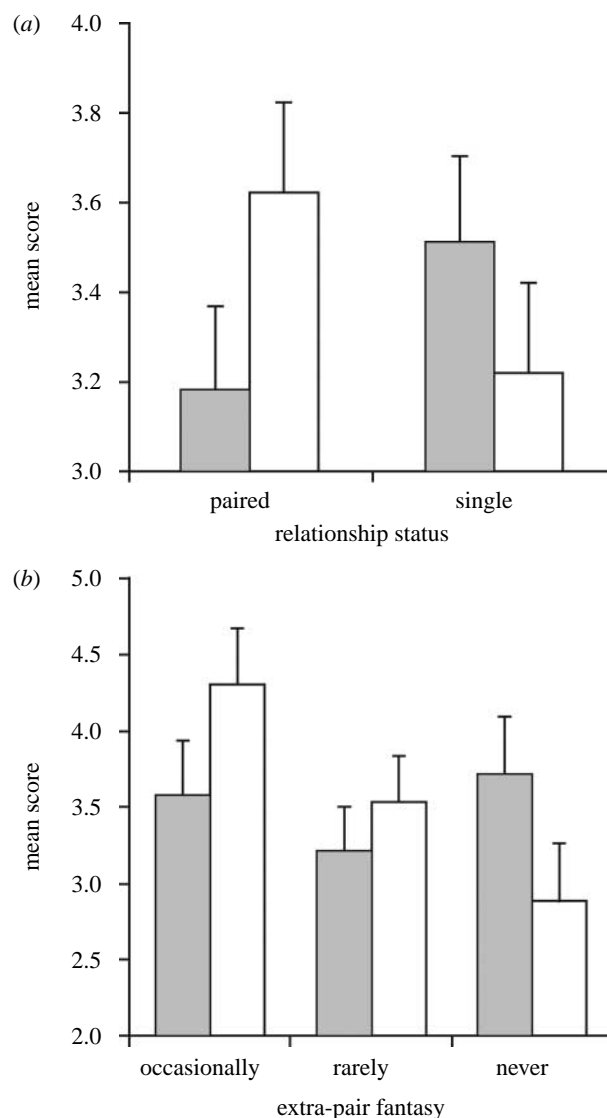 (a)
4.0
3.8
3.6
3.4
3.2
3.0
mean score
paired single
relationship status
(b)
5.0
4.5
4.0
3.5
3.0
2.5
2.0
mean score
occasionally rarely never
extra-pair fantasy